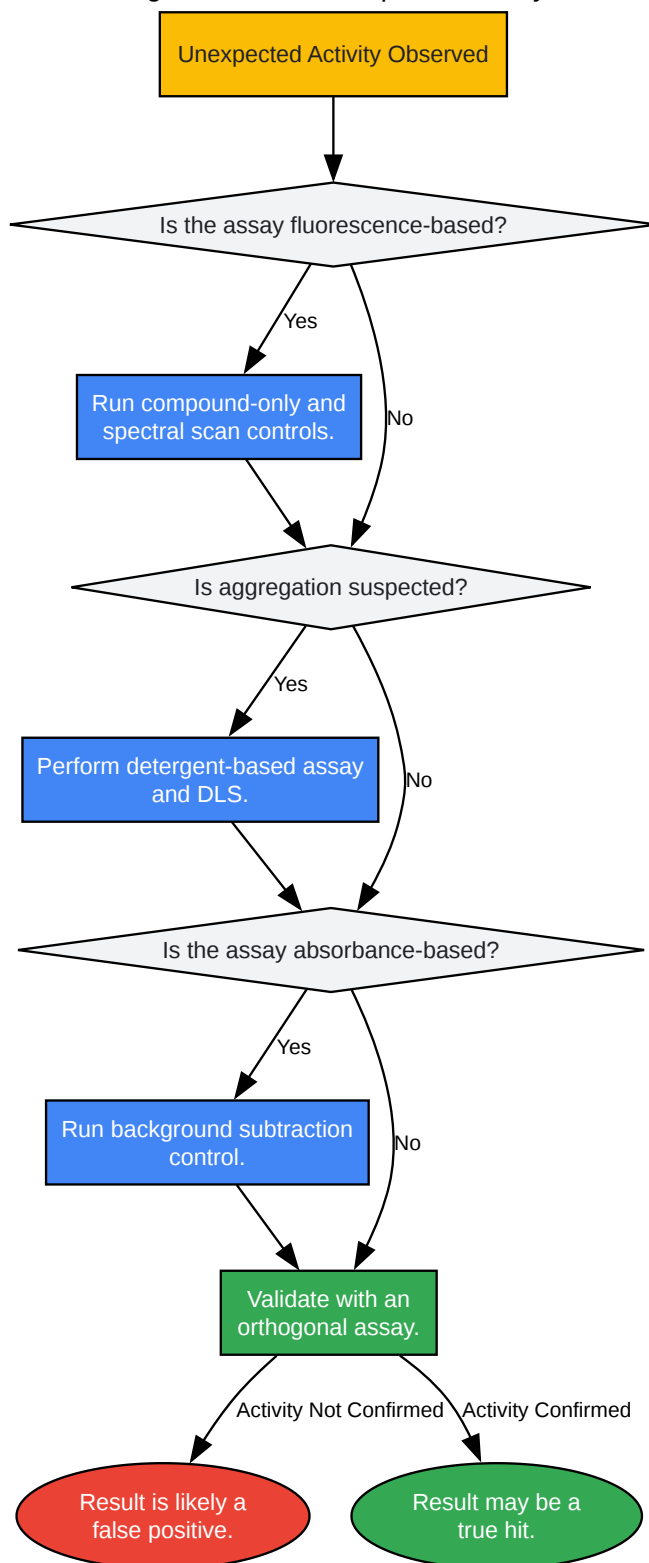 Unexpected Activity Observed
Is the assay fluorescence-based?
Yes
Run compound-only and
spectral scan controls.
No
Is aggregation suspected?
Yes
Perform detergent-based assay
and DLS.
No
Is the assay absorbance-based?
Yes
Run background subtraction
control.
No
Validate with an
orthogonal assay.
Activity Not Confirmed
Activity Confirmed
Result is likely a
false positive.
Result may be a
true hit.